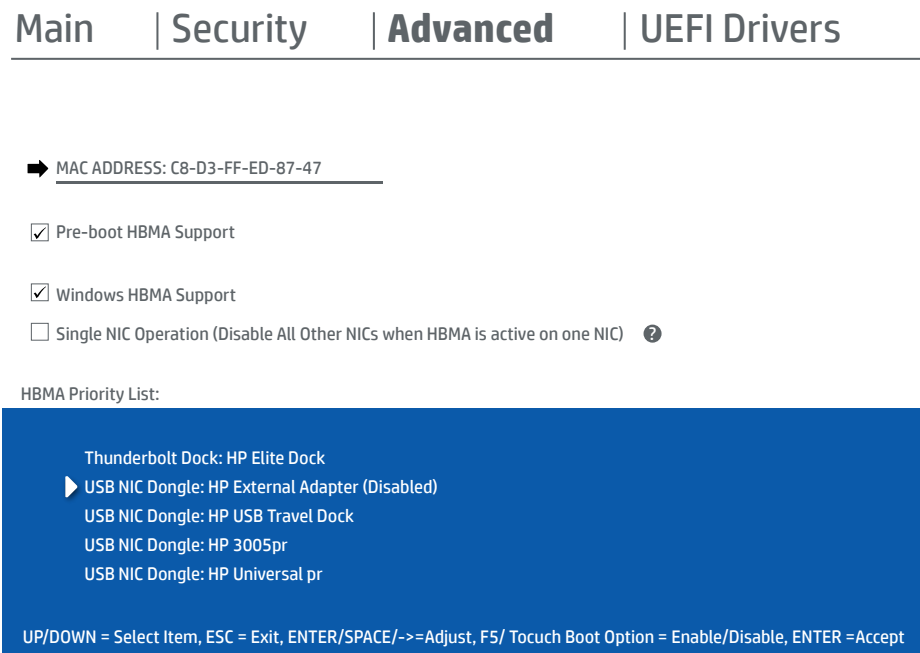 Main | Security | Advanced | UEFI Drivers
MAC ADDRESS: C8-D3-FF-ED-87-47
Pre-boot HBMA Support
Windows HBMA Support
Single NIC Operation (Disable All Other NICs when HBMA is active on one NIC) ?
HBMA Priority List:
Thunderbolt Dock: HP Elite Dock
USB NIC Dongle: HP External Adapter (Disabled)
USB NIC Dongle: HP USB Travel Dock
USB NIC Dongle: HP 3005pr
USB NIC Dongle: HP Universal pr
UP/DOWN = Select Item, ESC = Exit, ENTER/SPACE/->=Adjust, F5/ Tocuch Boot Option = Enable/Disable, ENTER =Accept